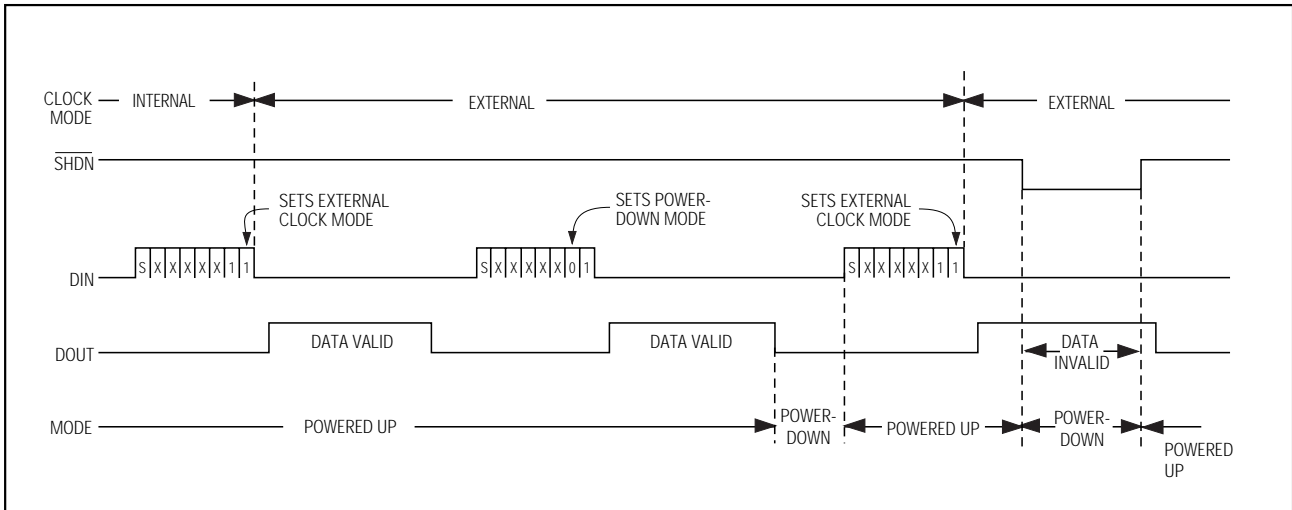 CLOCK MODE INTERNAL EXTERNAL EXTERNAL
SHDN
SETS EXTERNAL CLOCK MODE
SETS POWER-DOWN MODE
SETS EXTERNAL CLOCK MODE
DIN S X X X X X 1 1 S X X X X X 0 1 S X X X X X 1 1
DOUT DATA VALID DATA VALID DATA INVALID
MODE POWERED UP POWER-DOWN POWERED UP POWER-DOWN POWERED UP